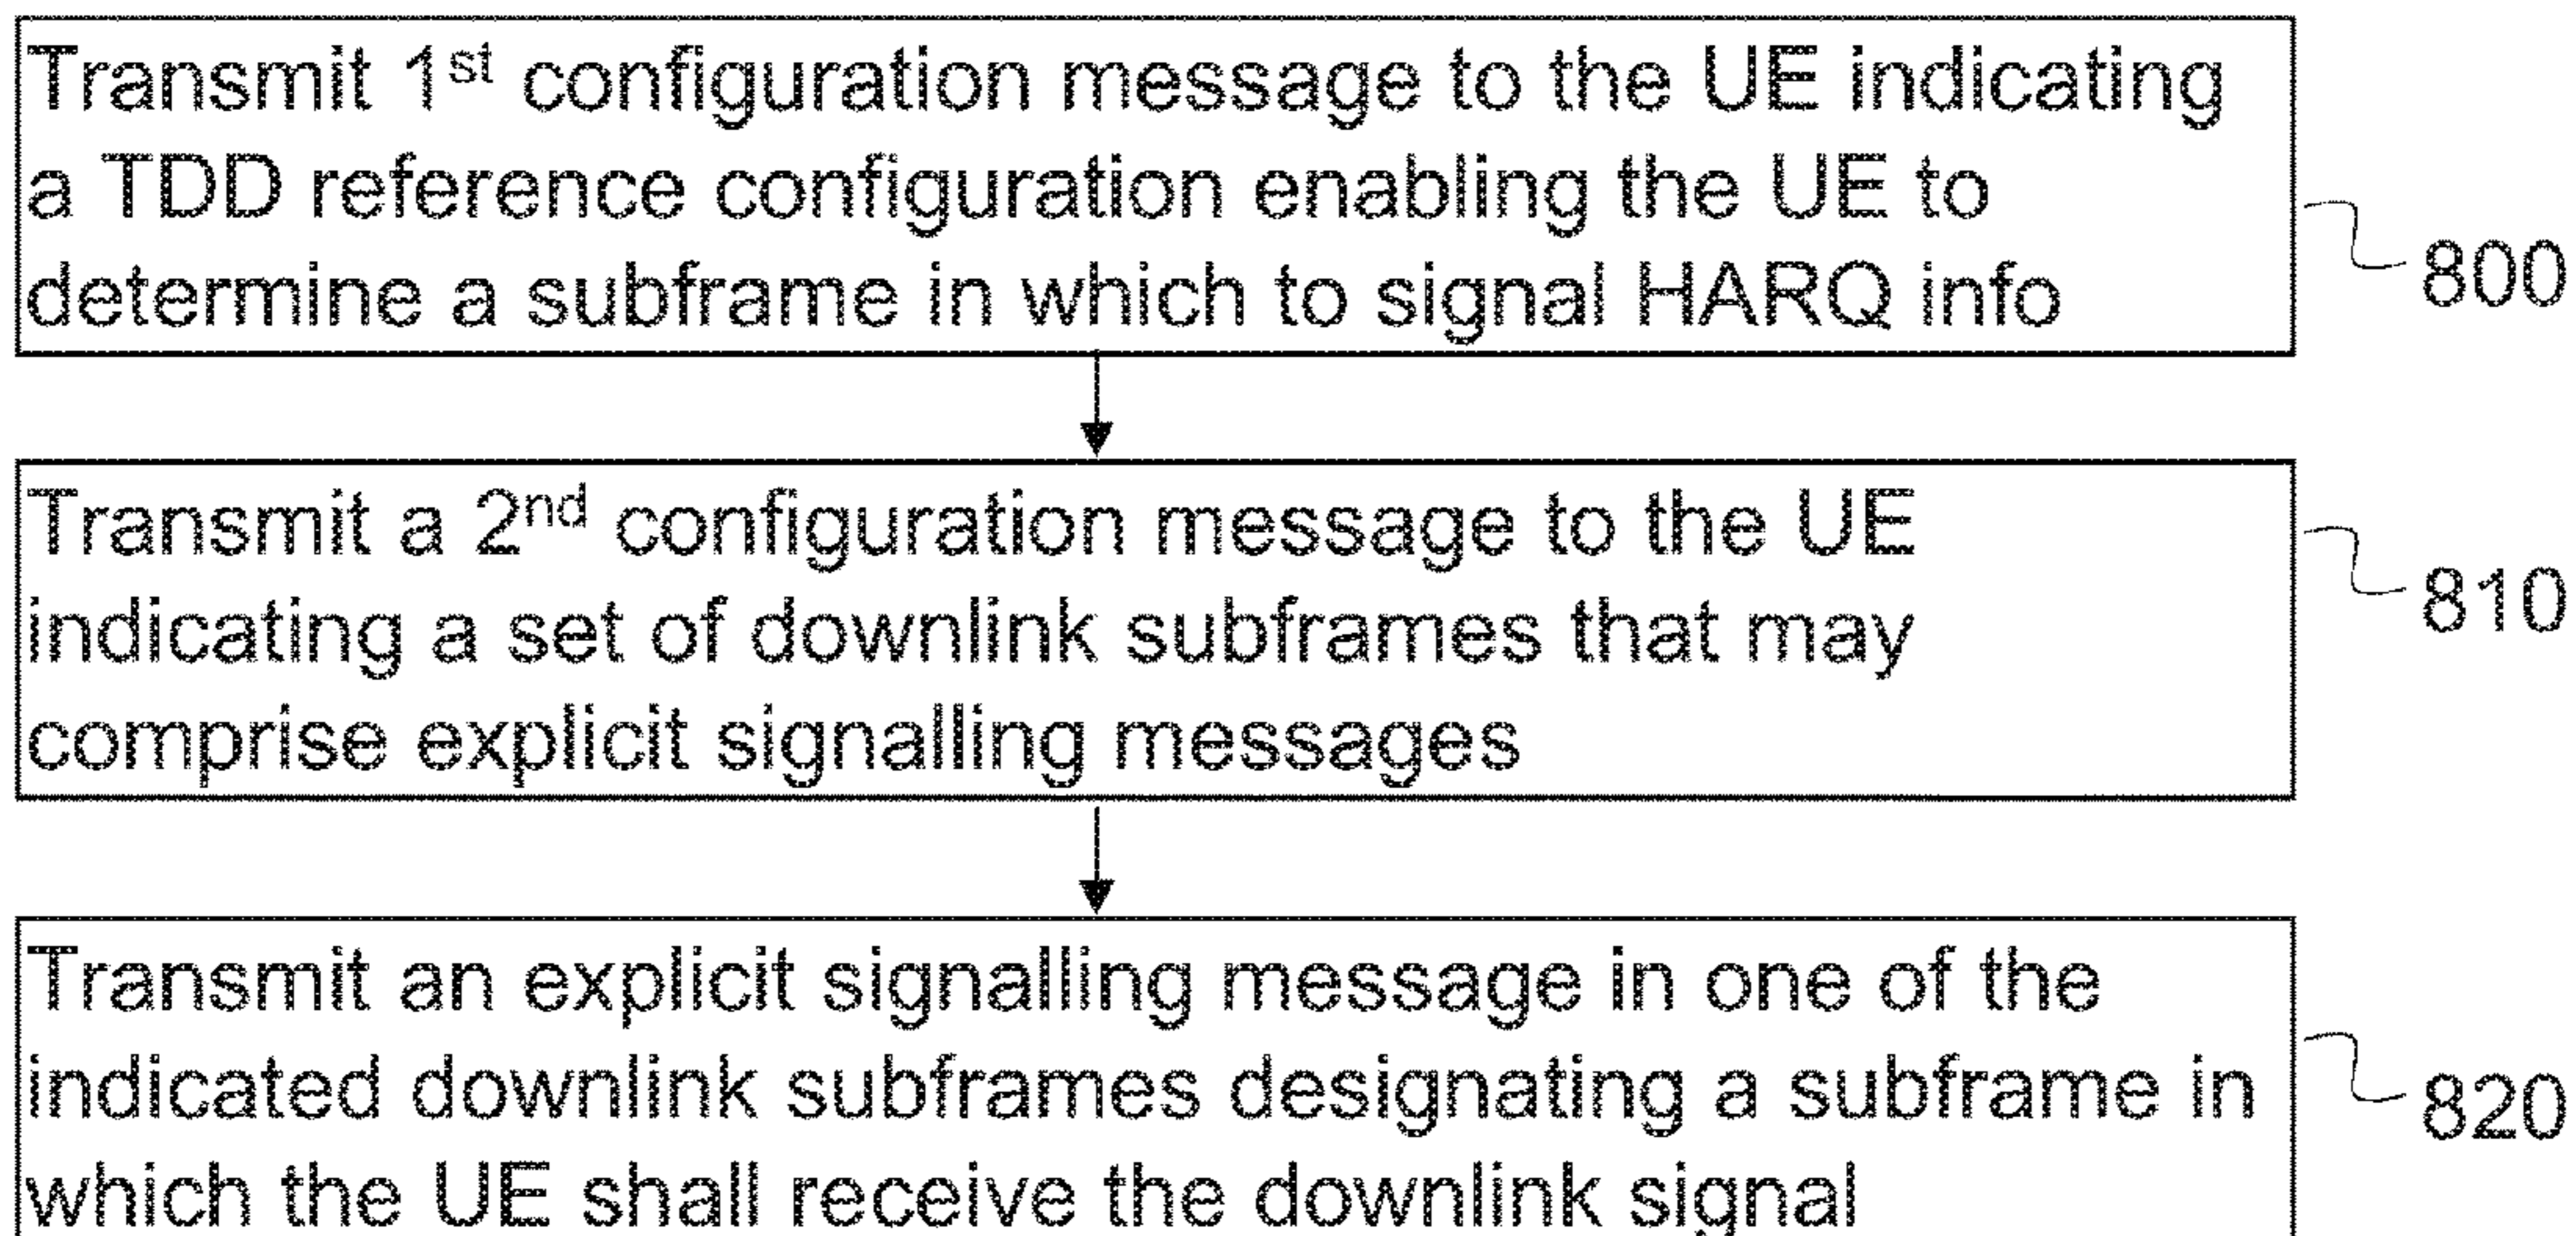 Transmit 1st configuration message to the UE indicating
a TDD reference configuration enabling the UE to
determine a subframe in which to signal HARQ info
800
Transmit a 2nd configuration message to the UE
indicating a set of downlink subframes that may
comprise explicit signalling messages
810
Transmit an explicit signalling message in one of the
indicated downlink subframes designating a subframe in
which the UE shall receive the downlink signal
820